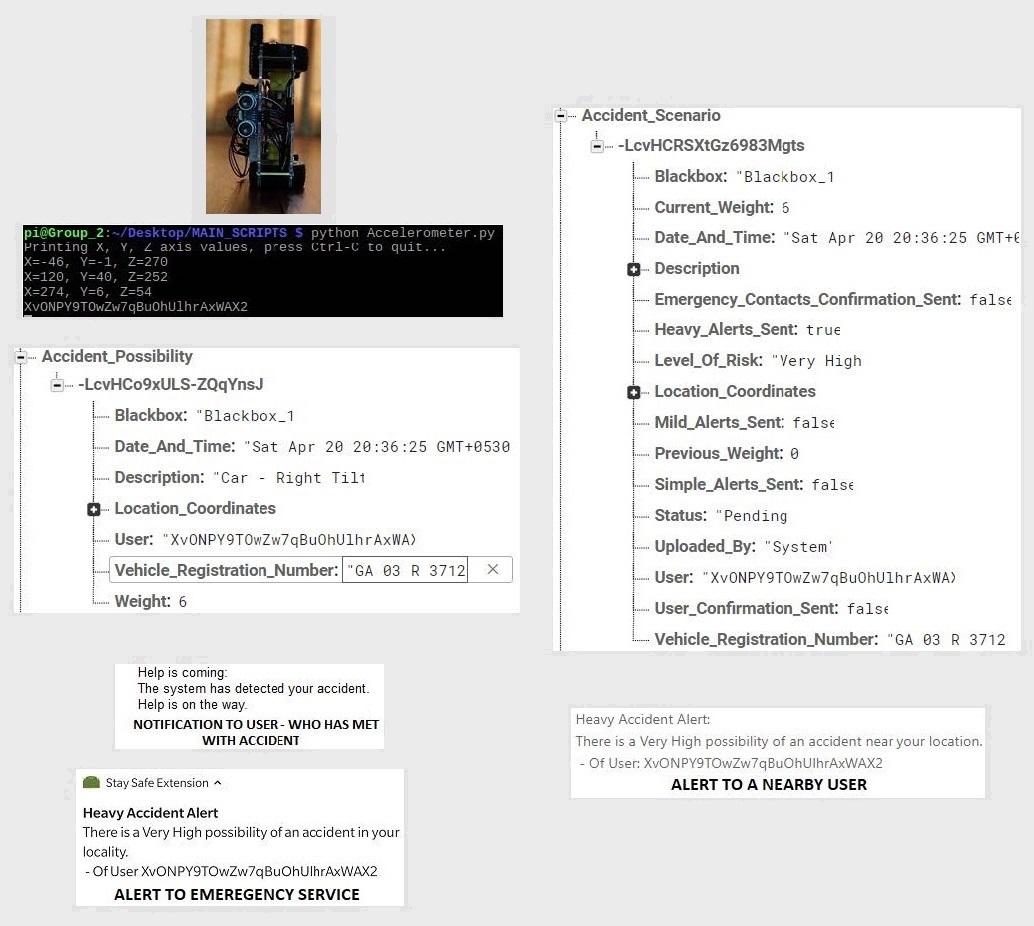 pi@Group_2:~/Desktop/MAIN_SCRIPTS $ python Accelerometer.py
Printing X, Y, Z axis values, press Ctrl-C to quit...
X=-46, Y=-1, Z=270
X=120, Y=40, Z=252
X=274, Y=6, Z=54
XvONPY9TOwZw7qBuOhUlhrAxWAX2
Accident_Possibility
-LcvHCo9xULS-ZQqYnsJ
Blackbox: "Blackbox_1
Date_And_Time: "Sat Apr 20 20:36:25 GMT+0530
Description: "Car - Right Tilt
Location_Coordinates
User: "XvONPY9TOwZw7qBuOhUlhrAxWA
Vehicle_Registration_Number: "GA 03 R 3712
Weight: 6
Help is coming:
The system has detected your accident.
Help is on the way.
NOTIFICATION TO USER - WHO HAS MET
WITH ACCIDENT
Stay Safe Extension
Heavy Accident Alert
There is a Very High possibility of an accident in your
locality.
- Of User XvONPY9TOwZw7qBuOhUlhrAxWAX2
ALERT TO EMEREGENCY SERVICE
Accident_Scenario
-LcvHCRSXtGz6983Mgts
Blackbox: "Blackbox_1
Current_Weight: 6
Date_And_Time: "Sat Apr 20 20:36:25 GMT+
Description
Emergency_Contacts_Confirmation_Sent: false
Heavy_Alerts_Sent: true
Level_Of_Risk: "Very High
Location_Coordinates
Mild_Alerts_Sent: false
Previous_Weight: 0
Simple_Alerts_Sent: false
Status: "Pending
Uploaded_By: "System"
User: "XvONPY9TOwZw7qBuOhUlhrAxWA
User_Confirmation_Sent: false
Vehicle_Registration_Number: "GA 03 R 3712
Heavy Accident Alert:
There is a Very High possibility of an accident near your location.
- Of User: XvONPY9TOwZw7qBuOhUlhrAxWAX2
ALERT TO A NEARBY USER